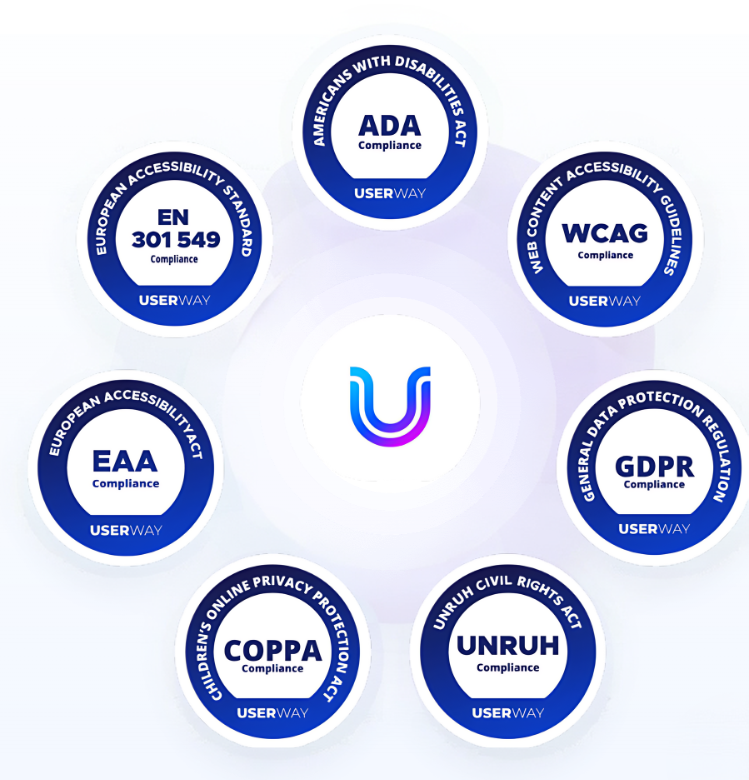 AMERICANS WITH DISABILITIES ACT
ADA
Compliance
USERWAY
EUROPEAN ACCESSIBILITY STANDARD
EN
301 549
Compliance
USERWAY
WEB CONTENT ACCESSIBILITY GUIDELINES
WCAG
Compliance
USERWAY
EUROPEAN ACCESSIBILITYACT
EAA
Compliance
USERWAY
GENERAL DATA PROTECTION REGULATION
GDPR
Compliance
USERWAY
CHILDREN'S ONLINE PRIVACY PROTECTION ACT
COPPA
Compliance
USERWAY
UNRUH CIVIL RIGHTS ACT
UNRUH
Compliance
USERWAY